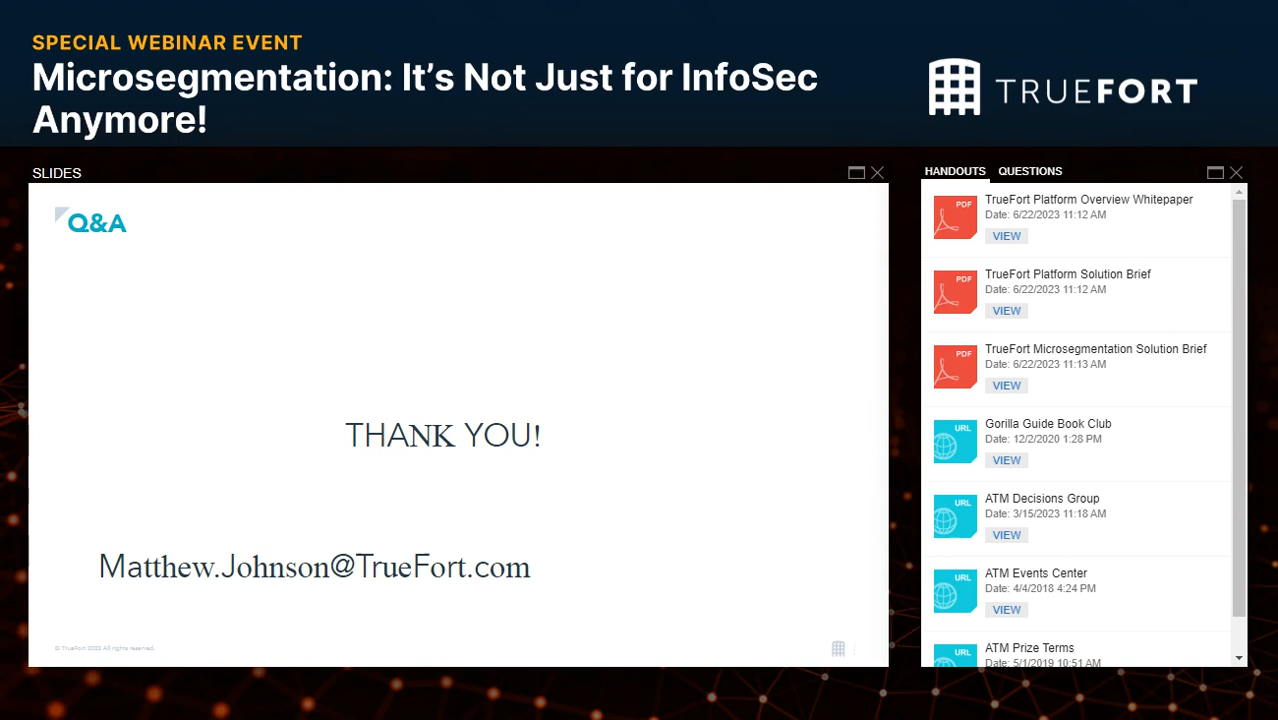 SPECIAL WEBINAR EVENT
Microsegmentation: It’s Not Just for InfoSec
Anymore!
TRUEFORT
SLIDES
Q&A
THANK YOU!
Matthew.Johnson@TrueFort.com
© TrueFort 2022 All rights reserved.
HANDOUTS QUESTIONS
PDF
TrueFort Platform Overview Whitepaper
Date: 6/22/2023 11:12 AM
VIEW
PDF
TrueFort Platform Solution Brief
Date: 6/22/2023 11:12 AM
VIEW
PDF
TrueFort Microsegmentation Solution Brief
Date: 6/22/2023 11:13 AM
VIEW
URL
Gorilla Guide Book Club
Date: 12/2/2020 1:28 PM
VIEW
URL
ATM Decisions Group
Date: 3/15/2023 11:18 AM
VIEW
URL
ATM Events Center
Date: 4/4/2018 4:24 PM
VIEW
URL
ATM Prize Terms
Date: 5/1/2019 10:51 AM